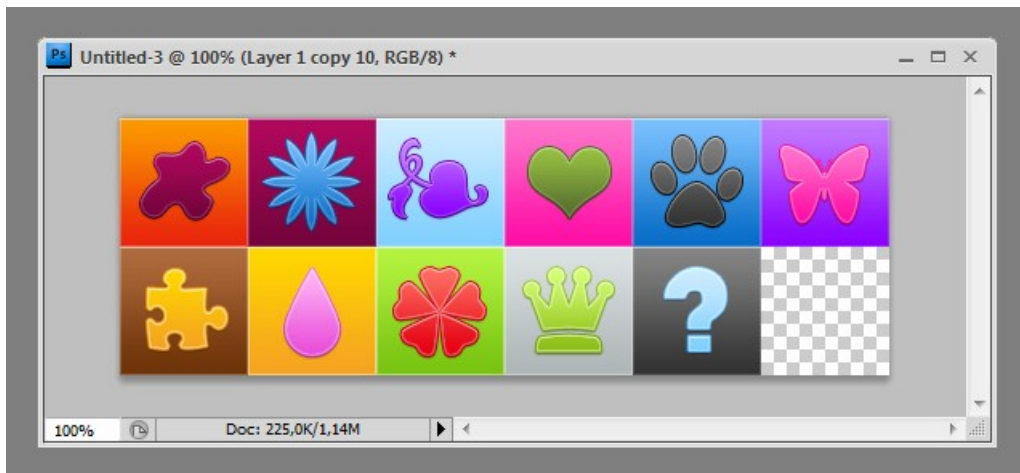 Ps Untitled-3 @ 100% (Layer 1 copy 10, RGB/8) *
?
100% Doc: 225,0K/1,14M